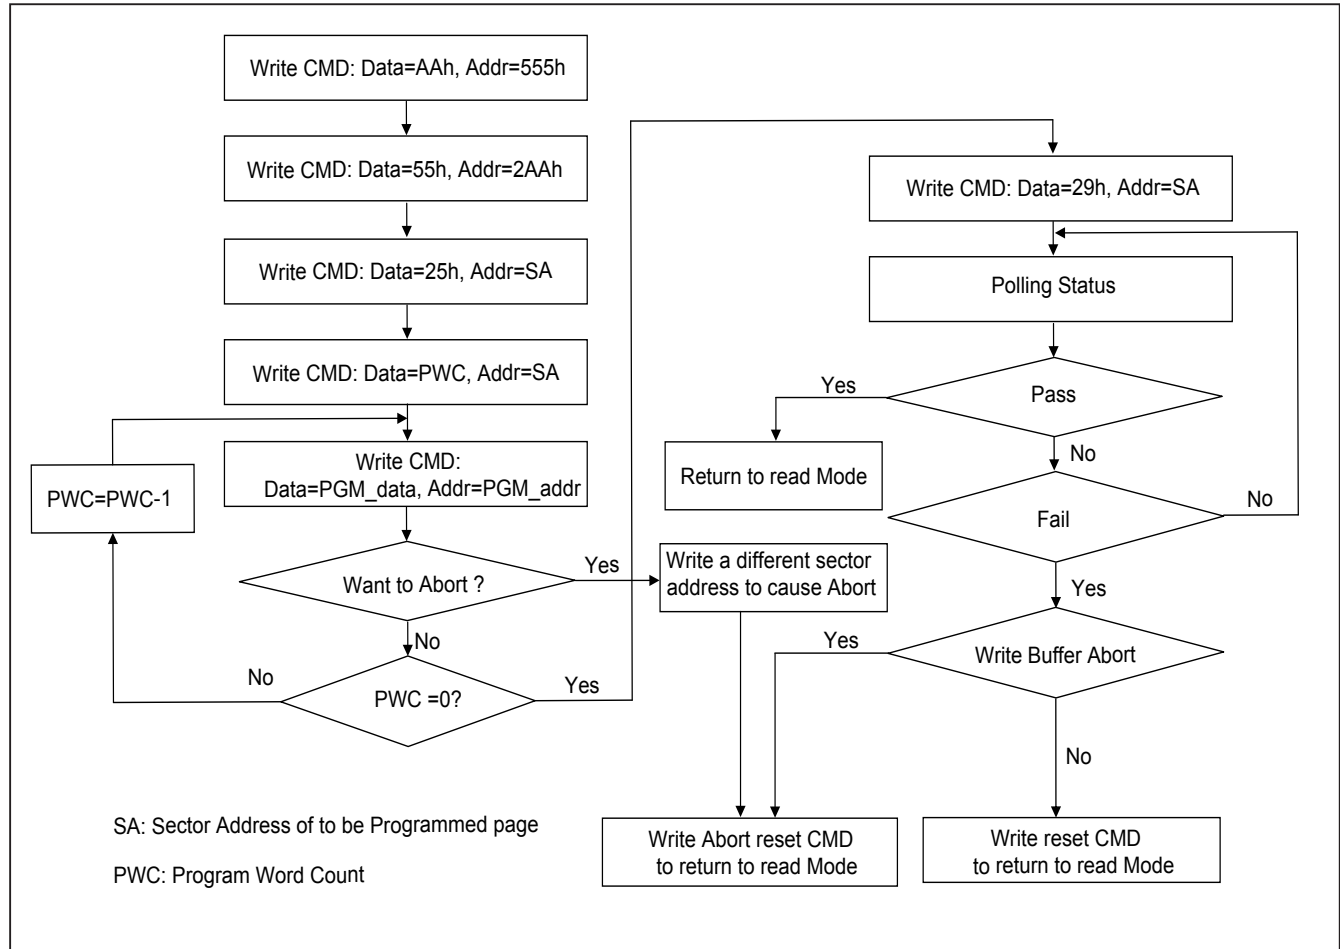 Write CMD: Data=AAh, Addr=555h
Write CMD: Data=55h, Addr=2AAh
Write CMD: Data=25h, Addr=SA
Write CMD: Data=PWC, Addr=SA
Write CMD:
Data=PGM_data, Addr=PGM_addr
PWC=PWC-1
Want to Abort ?
Yes
No
PWC =0?
No
Yes
Write a different sector
address to cause Abort
Write CMD: Data=29h, Addr=SA
Polling Status
Pass
Yes
No
Return to read Mode
Fail
No
Yes
Write Buffer Abort
Yes
No
Write Abort reset CMD
to return to read Mode
Write reset CMD
to return to read Mode
SA: Sector Address of to be Programmed page
PWC: Program Word Count